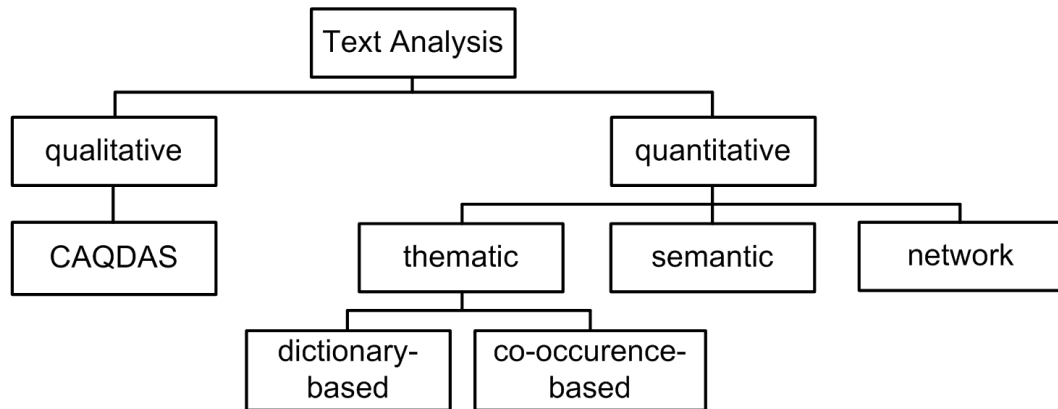 Text Analysis
qualitative
quantitative
CAQDAS
thematic
semantic
network
dictionary-
based
co-occurence-
based